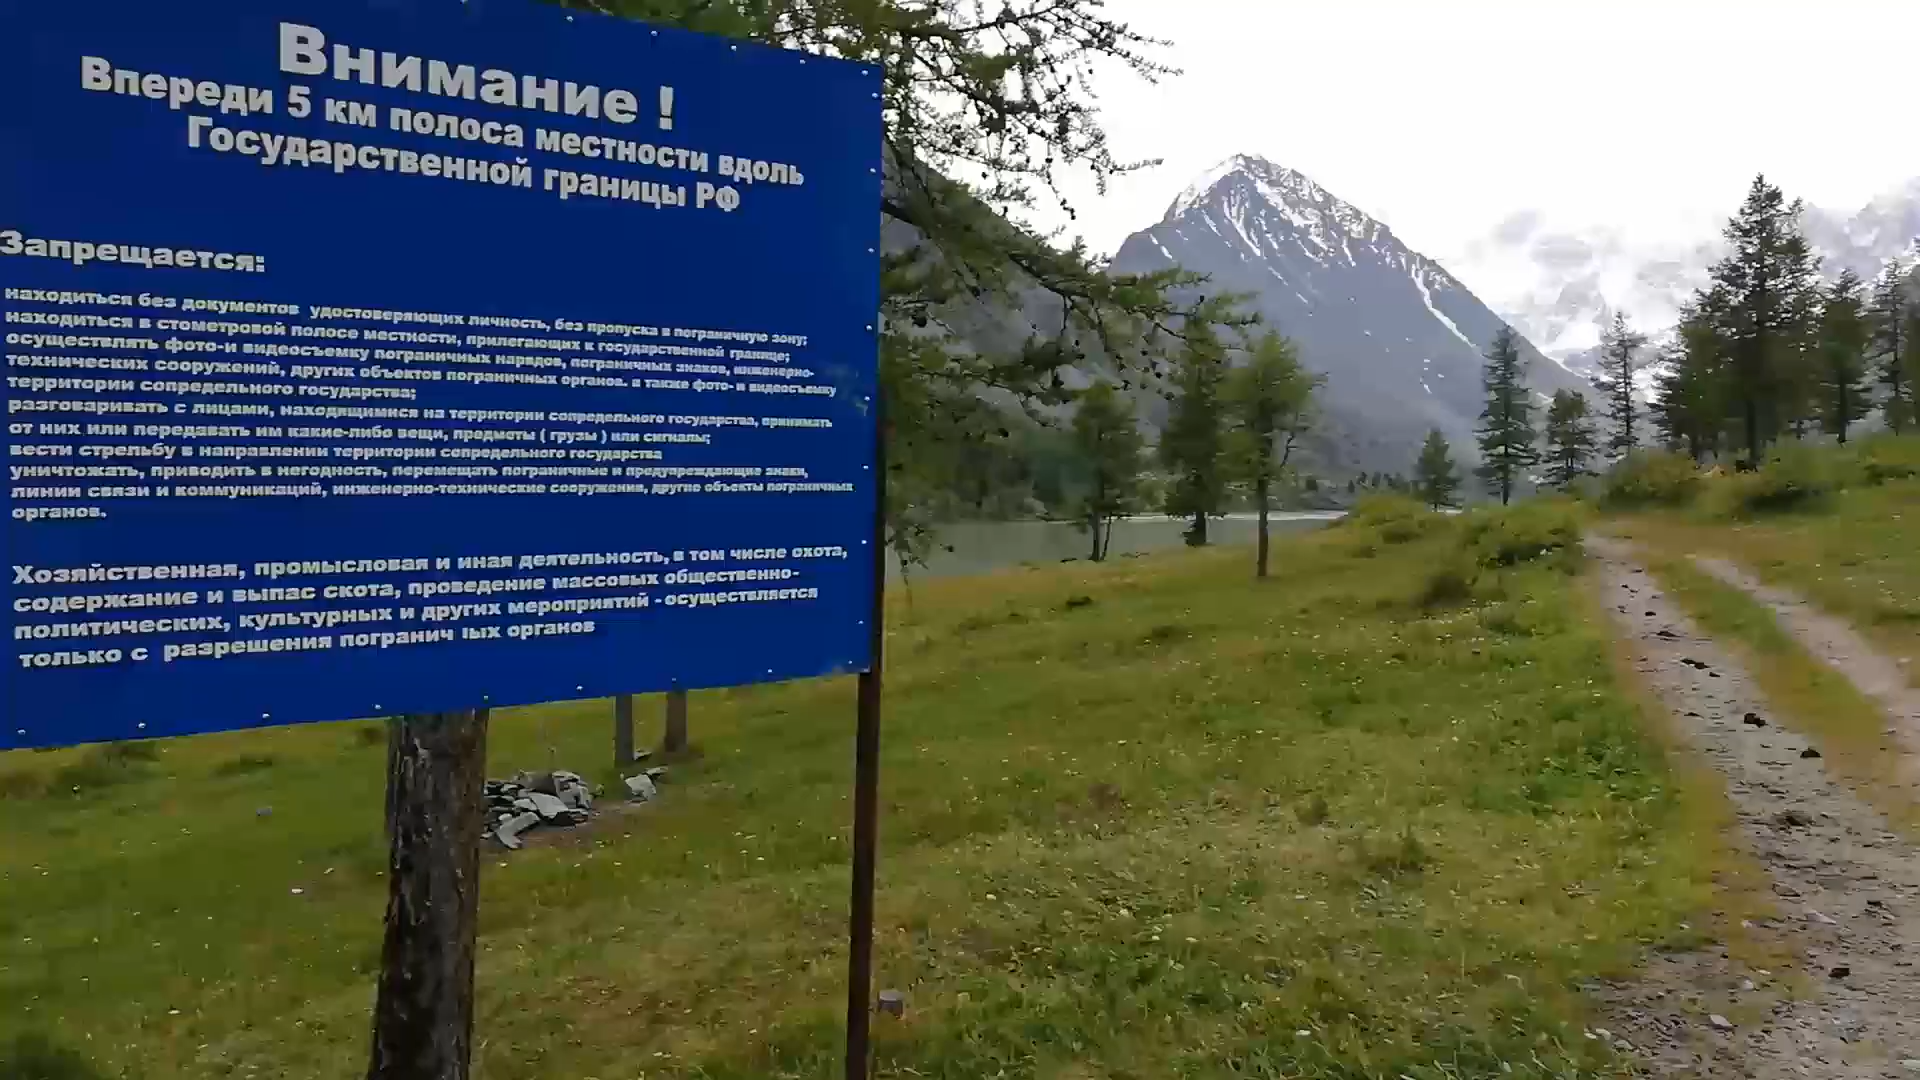 Внимание !
Впереди 5 км полоса местности вдоль
Государственной границы РФ
Запрещается:
находиться без документов удостоверяющих личность, без пропуска в пограничную зону;
находиться в стометровой полосе местности, прилегающих к государственной границе;
осуществлять фото-и видеосъемку пограничных нарядов, пограничных знаков, инженерно-
технических сооружений, других объектов пограничных органов. а также фото- и видеосъемку
территории сопредельного государства;
разговаривать с лицами, находящимися на территории сопредельного государства, принимать
от них или передавать им какие-либо вещи, предметы ( грузы ) или сигналы;
вести стрельбу в направлении территории сопредельного государства
уничтожать, приводить в негодность, перемещать пограничные и предупреждающие знаки,
линии связи и коммуникаций, инженерно-технические сооружения, другие объекты пограничных
органов.
Хозяйственная, промысловая и иная деятельность, в том числе охота,
содержание и выпас скота, проведение массовых общественно-
политических, культурных и других мероприятий - осуществляется
только с разрешения погранич ых органов